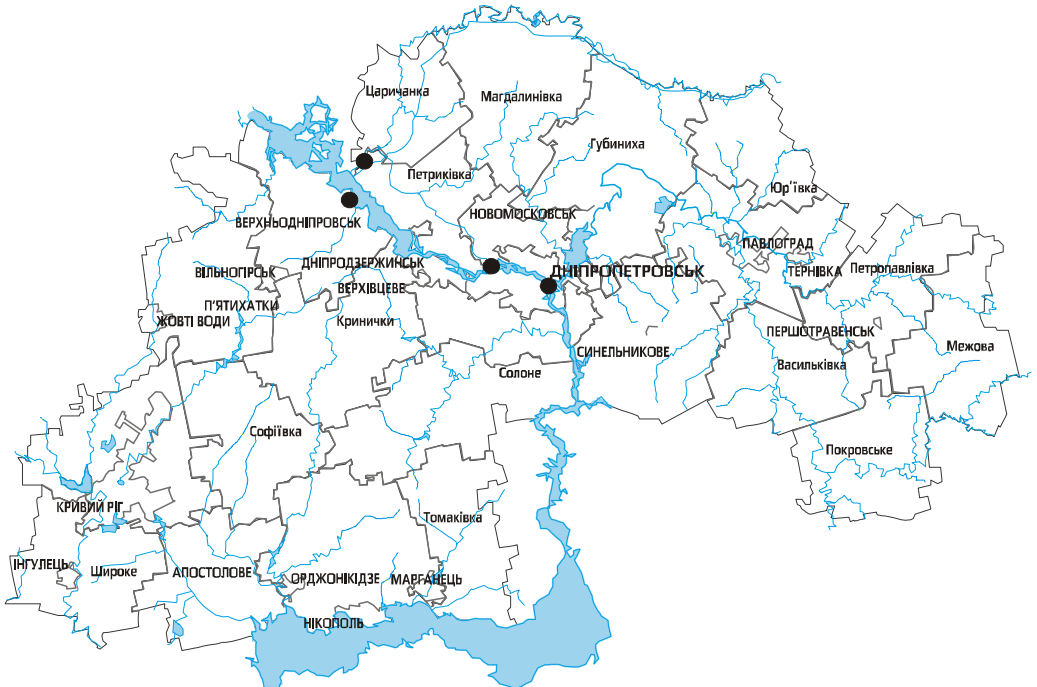 Царичанка
Магдалинівка
Губиниха
Петриківка
Юр'ївка
НОВОМОСКОВСЬК
ВЕРХНЬОДНІПРОВСЬК
ПАВЛОГРАД
ДНІПРОДЗЕРЖИНСЬК
ДНІПРОПЕТРОВСЬК
ВІЛЬНОГІРСЬК
ТЕРНІВКА
Петропавлівка
ВЕРХІВЦЕВЕ
П'ЯТИХАТКИ
ЖОВТІ ВОДИ
Кринички
ПЕРШОТРАВЕНСЬК
Межова
СИНЕЛЬНИКОВЕ
Васильківка
Солоне
Софіївка
Покровське
КРИВИЙ РІГ
Томаківка
ІНГУЛЕЦЬ
Широке
АПОСТОЛОВЕ
ОРДЖОНІКІДЗЕ
МАРГАНЕЦЬ
НІКОПОЛЬ